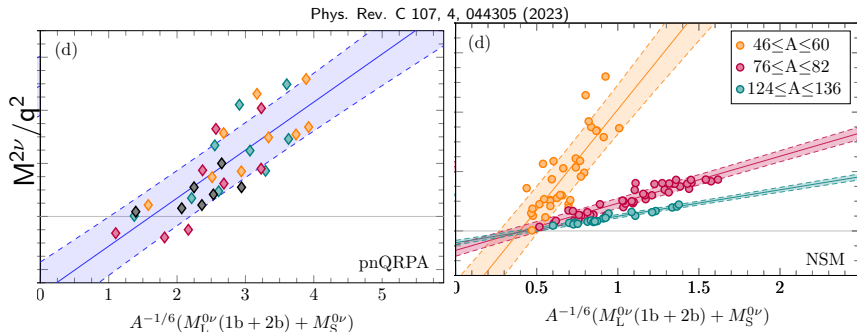 Phys. Rev. C 107, 4, 044305 (2023)
(d)
M^{2ν}/q²
pnQRPA
0 1 2 3 4 5
A^{-1/6}(M_L^{0ν}(1b + 2b) + M_S^{0ν})
(d)
46≤A≤60
76≤A≤82
124≤A≤136
NSM
0 0.5 1 1.5 2
A^{-1/6}(M_L^{0ν}(1b + 2b) + M_S^{0ν})